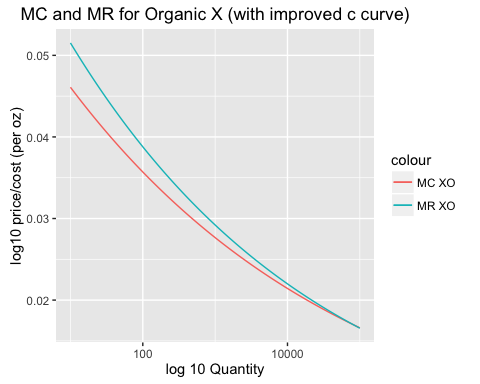 MC and MR for Organic X (with improved c curve)
0.05
0.04
0.03
0.02
log10 price/cost (per oz)
100
10000
log 10 Quantity
colour
MC XO
MR XO